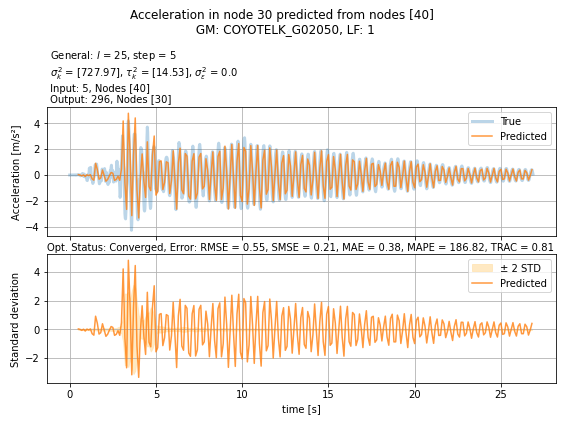 Acceleration in node 30 predicted from nodes [40]
GM: COYOTELK_G02050, LF: 1
General: l = 25, step = 5
σ²ₖ = [727.97], τ²ₖ = [14.53], σ²ε = 0.0
Input: 5, Nodes [40]
Output: 296, Nodes [30]
True
Predicted
4
2
0
−2
−4
Acceleration [m/s²]
Opt. Status: Converged, Error: RMSE = 0.55, SMSE = 0.21, MAE = 0.38, MAPE = 186.82, TRAC = 0.81
± 2 STD
Predicted
4
2
0
−2
Standard deviation
0 5 10 15 20 25
time [s]